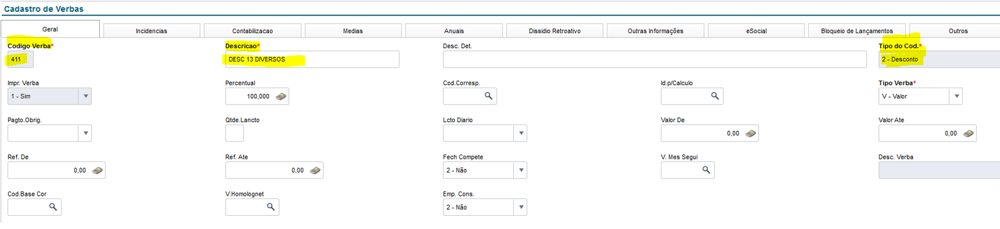 Cadastro de Verbas
Geral Incidencias Contabilizacao Medias Anuais Dissidio Retroativo Outras Informações eSocial Bloqueio de Lançamentos Outros
Codigo Verba* Descricao* Desc. Det. Tipo do Cod.*
411 DESC 13 DIVERSOS 2 - Desconto
Impr. Verba Percentual Cod.Corresp. Id.p/Calculo Tipo Verba*
1 - Sim 100,000 V - Valor
Pagto.Obrig. Qtde.Lancto Lcto Diario Valor De Valor Ate
0,00 0,00
Ref. De Ref. Ate Fech Compete V. Mes Segui Desc. Verba
0,00 0,00 2 - Não
Cod.Base Cor V.Homolognet Emp. Cons.
2 - Não